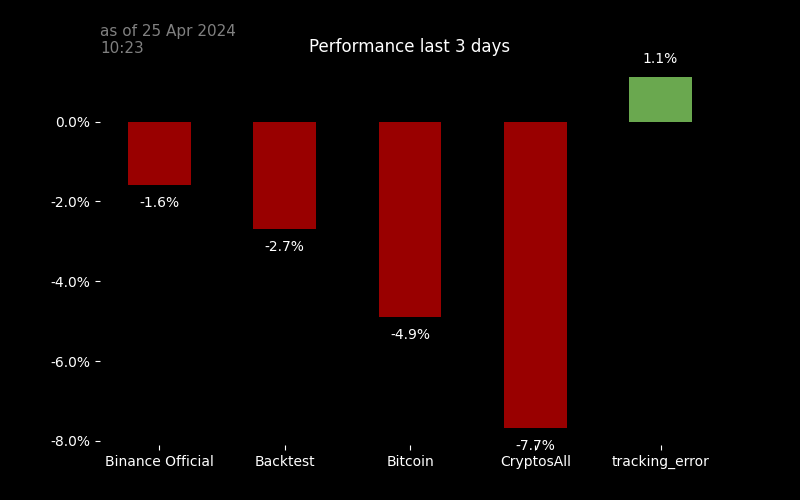 as of 25 Apr 2024
10:23
Performance last 3 days
1.1%
0.0%
-1.6%
-2.0%
-2.7%
-4.0%
-4.9%
-6.0%
-7.7%
-8.0%
Binance Official
Backtest
Bitcoin
CryptosAll
tracking_error